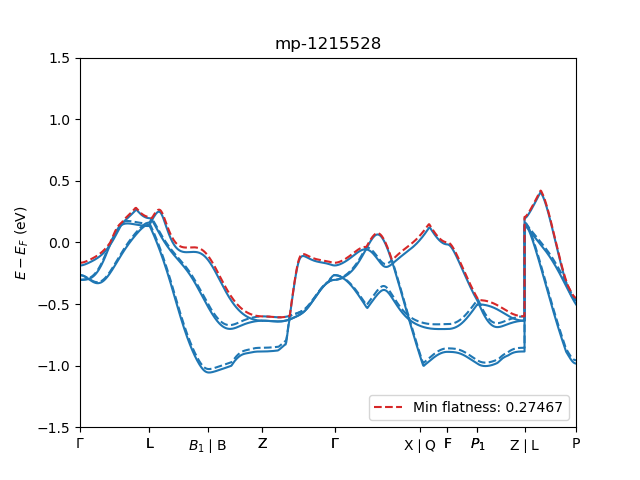 mp-1215528
E − E_F (eV)
1.5
1.0
0.5
0.0
−0.5
−1.0
−1.5
Min flatness: 0.27467
Γ L B₁ | B Z Γ X | Q F P₁ Z | L P